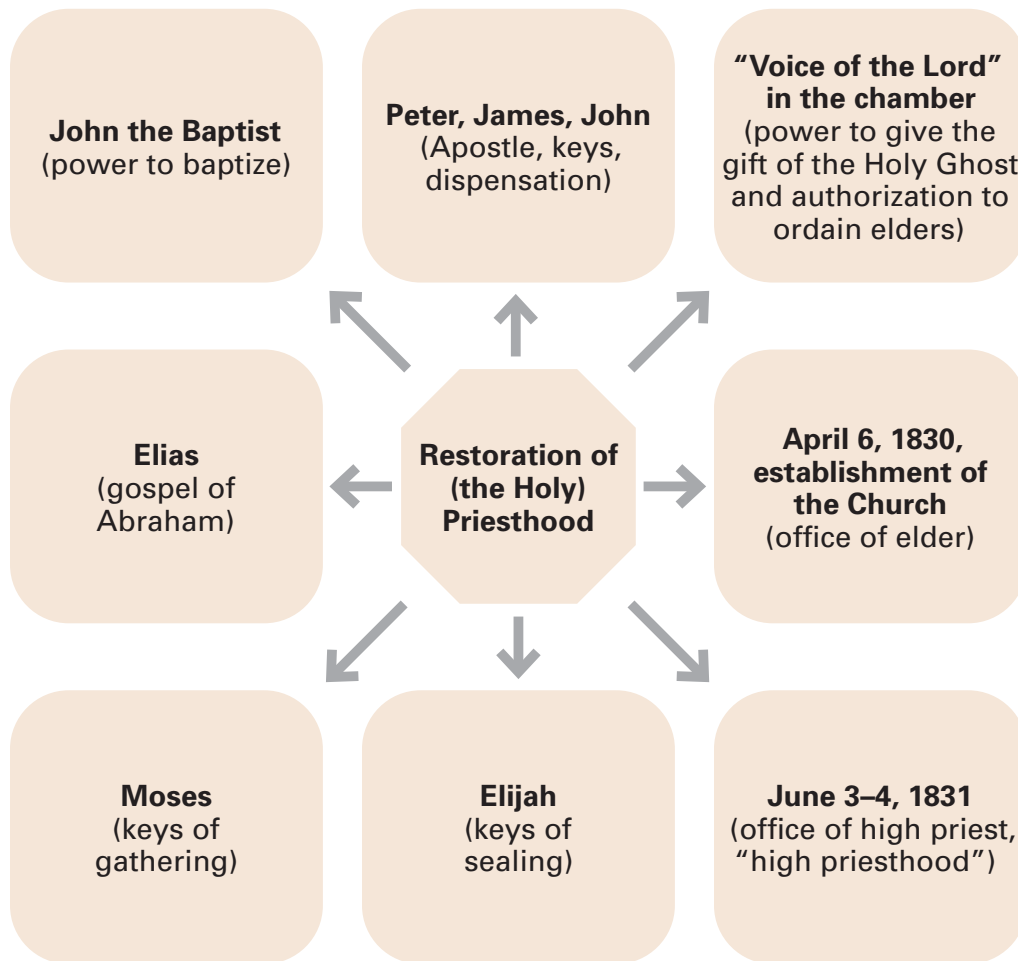 John the Baptist
(power to baptize)
Peter, James, John
(Apostle, keys,
dispensation)
“Voice of the Lord”
in the chamber
(power to give the
gift of the Holy Ghost
and authorization to
ordain elders)
Elias
(gospel of
Abraham)
Restoration of
(the Holy)
Priesthood
April 6, 1830,
establishment of
the Church
(office of elder)
Moses
(keys of
gathering)
Elijah
(keys of
sealing)
June 3–4, 1831
(office of high priest,
“high priesthood”)